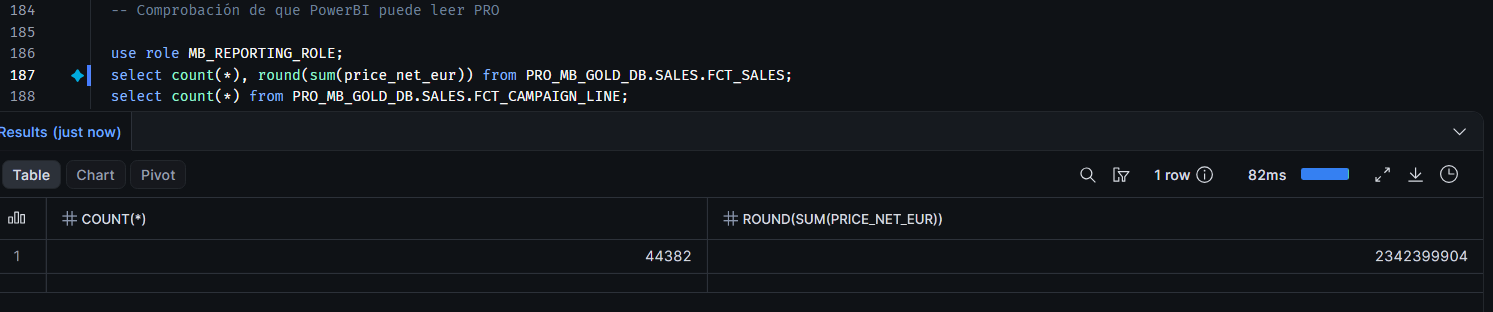 184 -- Comprobación de que PowerBI puede leer PRO
185
186 use role MB_REPORTING_ROLE;
187 select count(*), round(sum(price_net_eur)) from PRO_MB_GOLD_DB.SALES.FCT_SALES;
188 select count(*) from PRO_MB_GOLD_DB.SALES.FCT_CAMPAIGN_LINE;
Results (just now)
Table Chart Pivot 1 row 82ms
COUNT(*) ROUND(SUM(PRICE_NET_EUR))
1 44382 2342399904